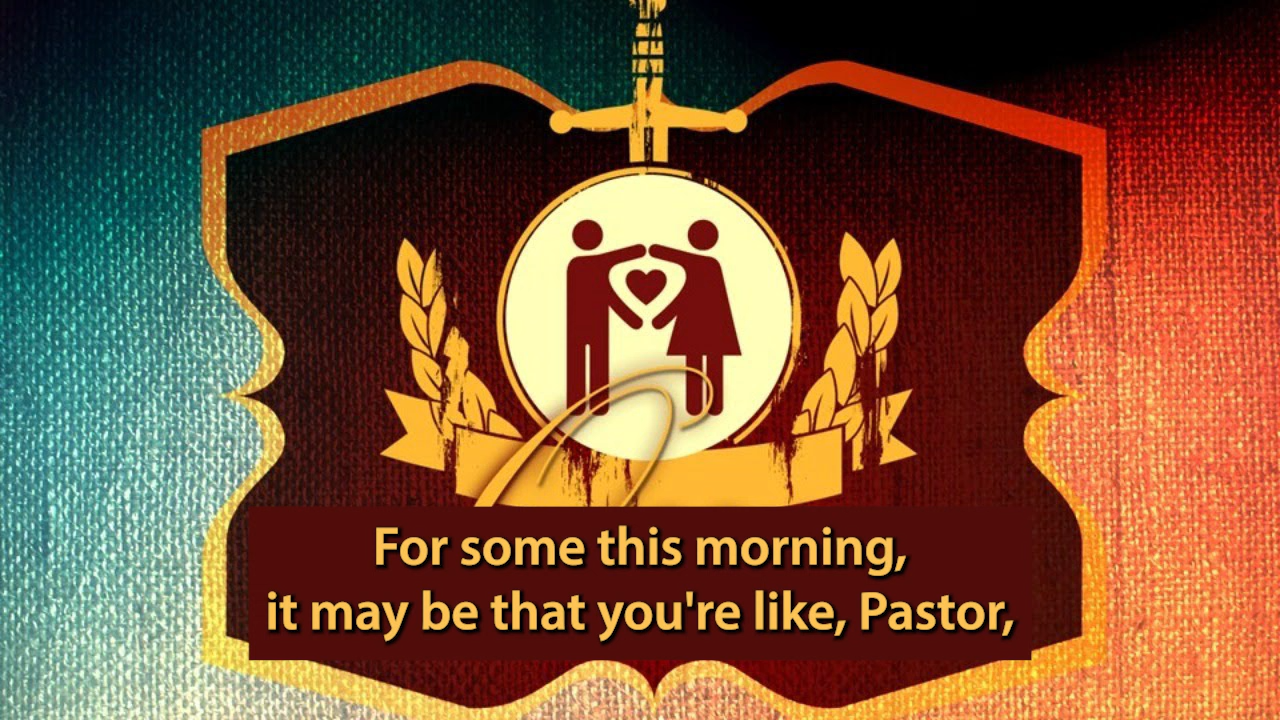 For some this morning,
it may be that you're like, Pastor,